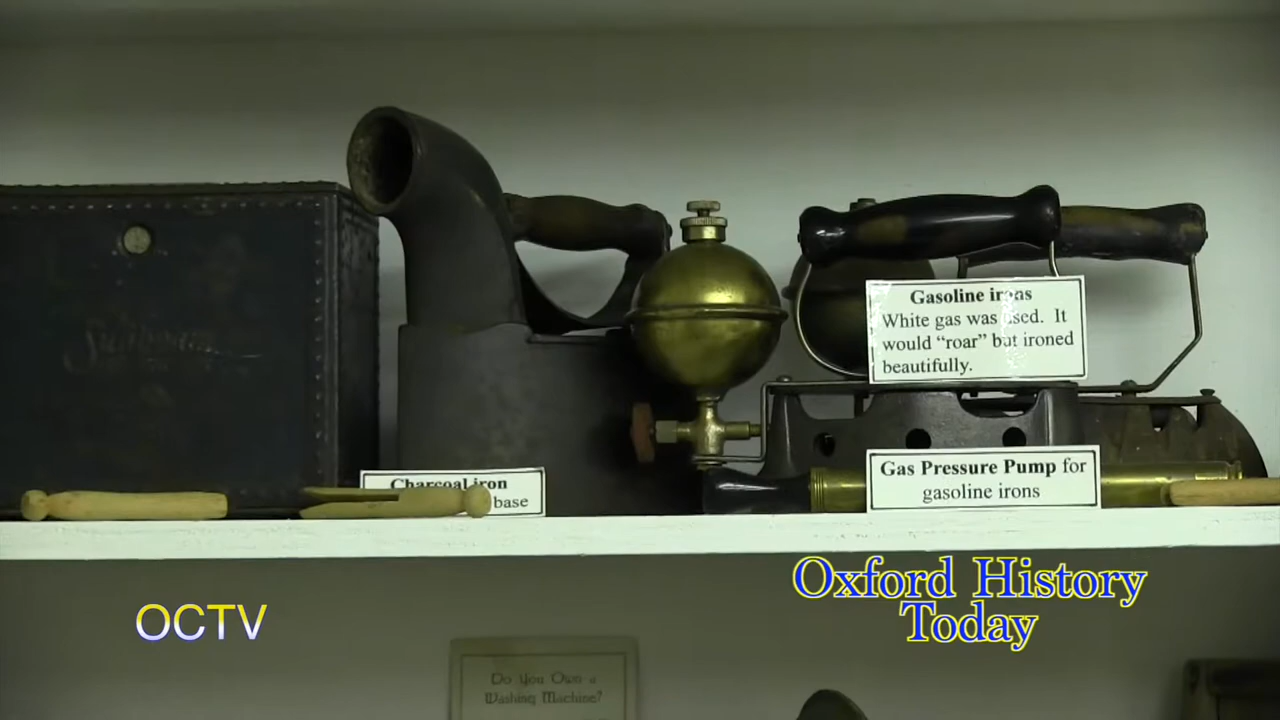 Gasoline irons
White gas was used. It
would “roar” but ironed
beautifully.
Charcoal iron
base
Gas Pressure Pump for
gasoline irons
OCTV
Oxford History
Today
Do You Own a
Washing Machine?